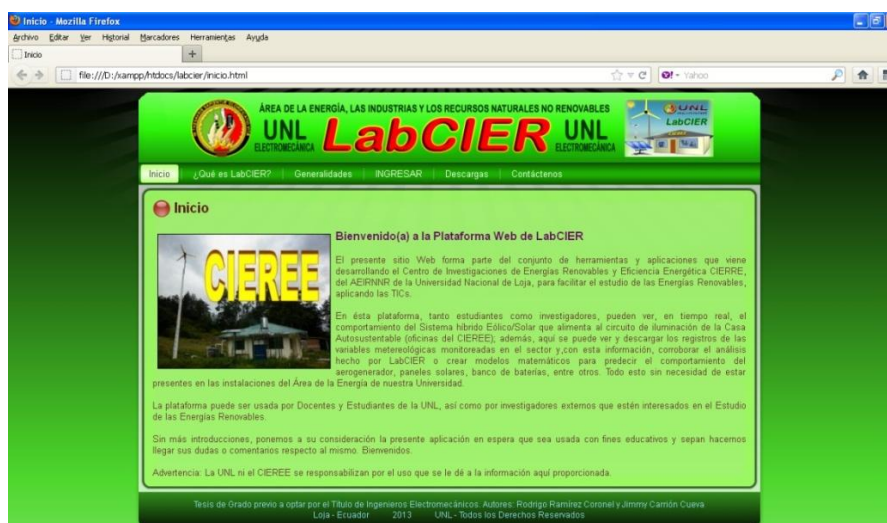 Inicio - Mozilla Firefox
Archivo Editar Ver Historial Marcadores Herramientas Ayuda
Inicio
file:///D:/xampp/htdocs/labcier/inicio.html
Yahoo
ÁREA DE LA ENERGÍA, LAS INDUSTRIAS Y LOS RECURSOS NATURALES NO RENOVABLES
UNL LabCIER UNL
ELECTROMECÁNICA ELECTROMECÁNICA
UNL
LabCIER
Inicio ¿Qué es LabCIER? Generalidades INGRESAR Descargas Contáctenos
Inicio
CIEREE
Bienvenido(a) a la Plataforma Web de LabCIER
El presente sitio Web forma parte del conjunto de herramientas y aplicaciones que viene
desarrollando el Centro de Investigaciones de Energías Renovables y Eficiencia Energética CIERRE,
del AEIRNNR de la Universidad Nacional de Loja, para facilitar el estudio de las Energías Renovables,
aplicando las TICs.
En ésta plataforma, tanto estudiantes como investigadores, pueden ver, en tiempo real, el
comportamiento del Sistema híbrido Eólico/Solar que alimenta al circuito de iluminación de la Casa
Autosustentable (oficinas del CIEREE); además, aquí se puede ver y descargar los registros de las
variables metereológicas monitoreadas en el sector y,con esta información, corroborar el análisis
hecho por LabCIER o crear modelos matemáticos para predecir el comportamiento del
aerogenerador, paneles solares, banco de baterías, entre otros. Todo esto sin necesidad de estar
presentes en las instalaciones del Área de la Energía de nuestra Universidad.
La plataforma puede ser usada por Docentes y Estudiantes de la UNL, así como por investigadores externos que estén interesados en el Estudio
de las Energías Renovables.
Sin más introducciones, ponemos a su consideración la presente aplicación en espera que sea usada con fines educativos y sepan hacernos
llegar sus dudas o comentarios respecto al mismo. Bienvenidos.
Advertencia: La UNL ni el CIEREE se responsabilizan por el uso que se le dé a la información aquí proporcionada.
Tesis de Grado previo a optar por el Título de Ingenieros Electromecánicos. Autores: Rodrigo Ramírez Coronel y Jimmy Carrión Cueva
Loja - Ecuador 2013 UNL - Todos los Derechos Reservados